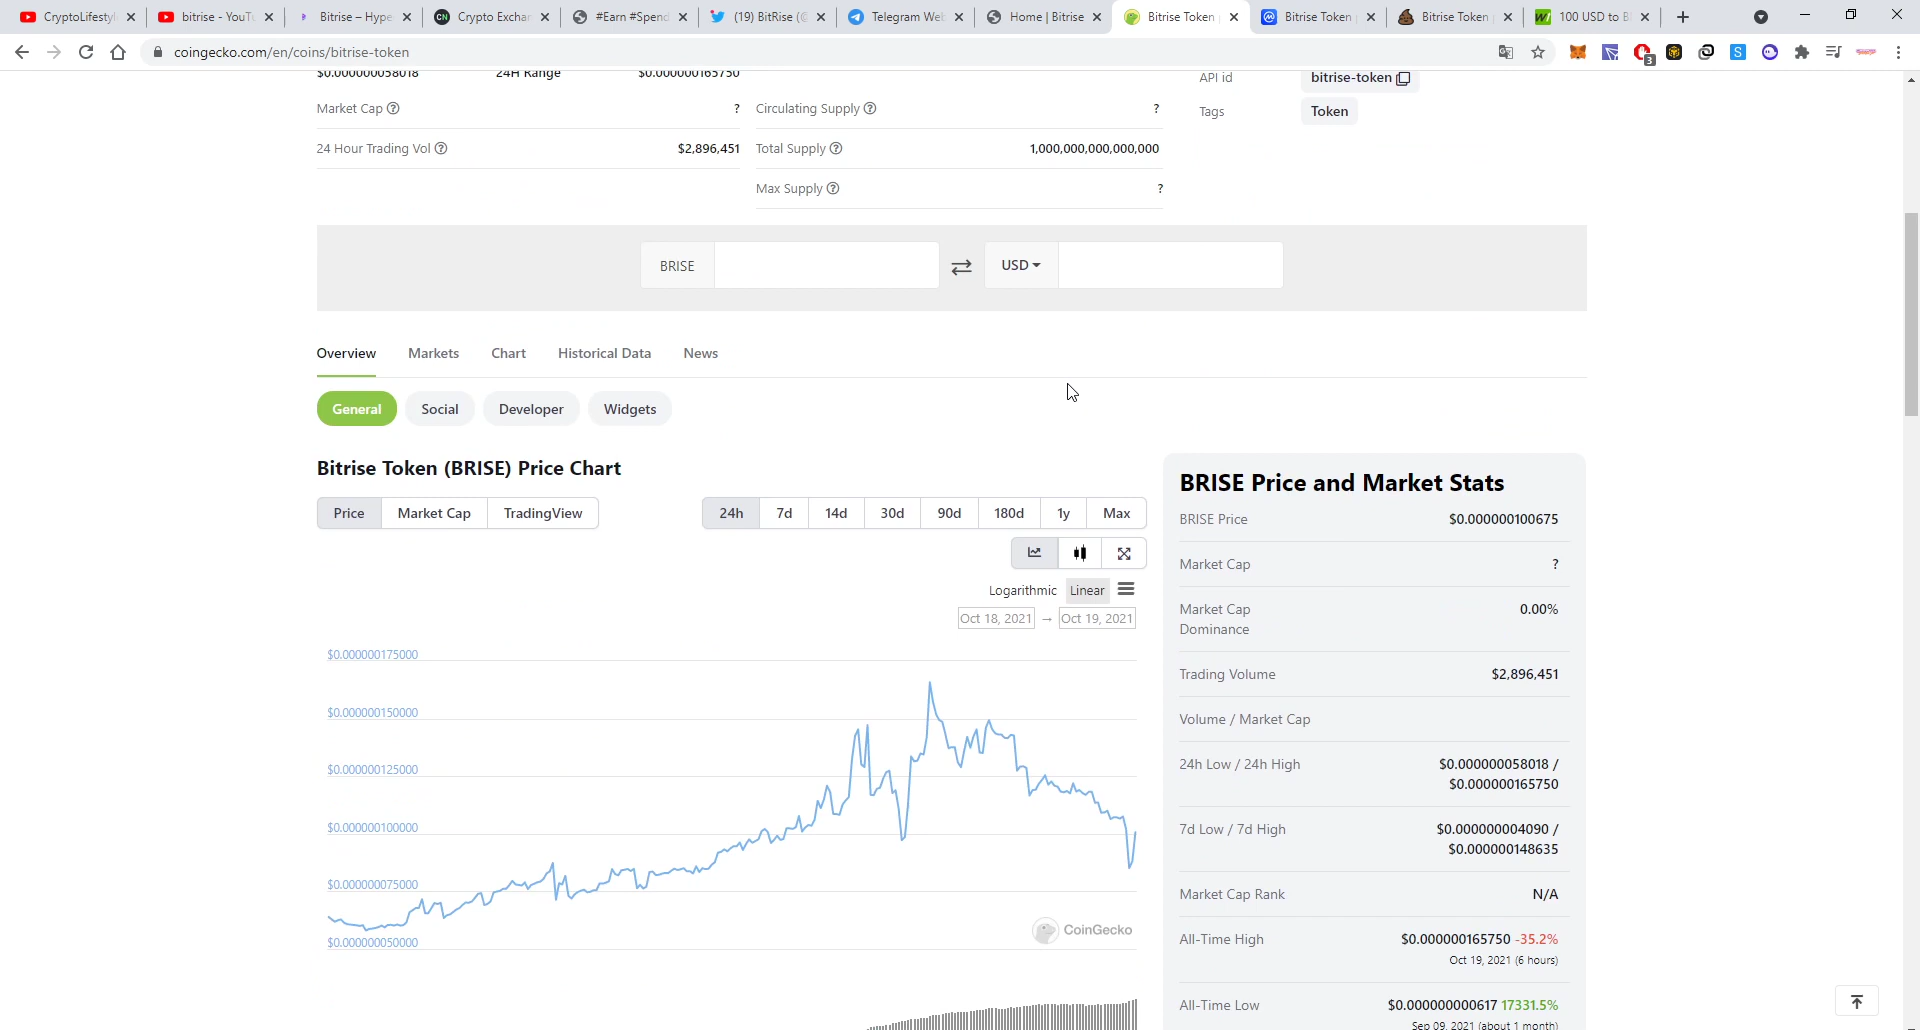 CryptoLifestyl
bitrise - YouTu
Bitrise – Hype
Crypto Exchar
#Earn #Spend
(19) BitRise (@
Telegram Web
Home | Bitrise
Bitrise Token
Bitrise Token
Bitrise Token
100 USD to B
coingecko.com/en/coins/bitrise-token
3
$0.000000058018
24H Range
$0.000000165750
API id
bitrise-token
Market Cap
?
Circulating Supply
?
Tags
Token
24 Hour Trading Vol
$2,896,451
Total Supply
1,000,000,000,000,000
Max Supply
?
BRISE
USD
Overview
Markets
Chart
Historical Data
News
General
Social
Developer
Widgets
Bitrise Token (BRISE) Price Chart
Price
Market Cap
TradingView
24h
7d
14d
30d
90d
180d
1y
Max
Logarithmic
Linear
Oct 18, 2021 → Oct 19, 2021
$0.000000175000
$0.000000150000
$0.000000125000
$0.000000100000
$0.000000075000
$0.000000050000
CoinGecko
BRISE Price and Market Stats
BRISE Price
$0.000000100675
Market Cap
?
Market Cap
Dominance
0.00%
Trading Volume
$2,896,451
Volume / Market Cap
24h Low / 24h High
$0.000000058018 /
$0.000000165750
7d Low / 7d High
$0.000000004090 /
$0.000000148635
Market Cap Rank
N/A
All-Time High
$0.000000165750 -35.2%
Oct 19, 2021 (6 hours)
All-Time Low
$0.000000000617 17331.5%
Sep 09, 2021 (about 1 month)